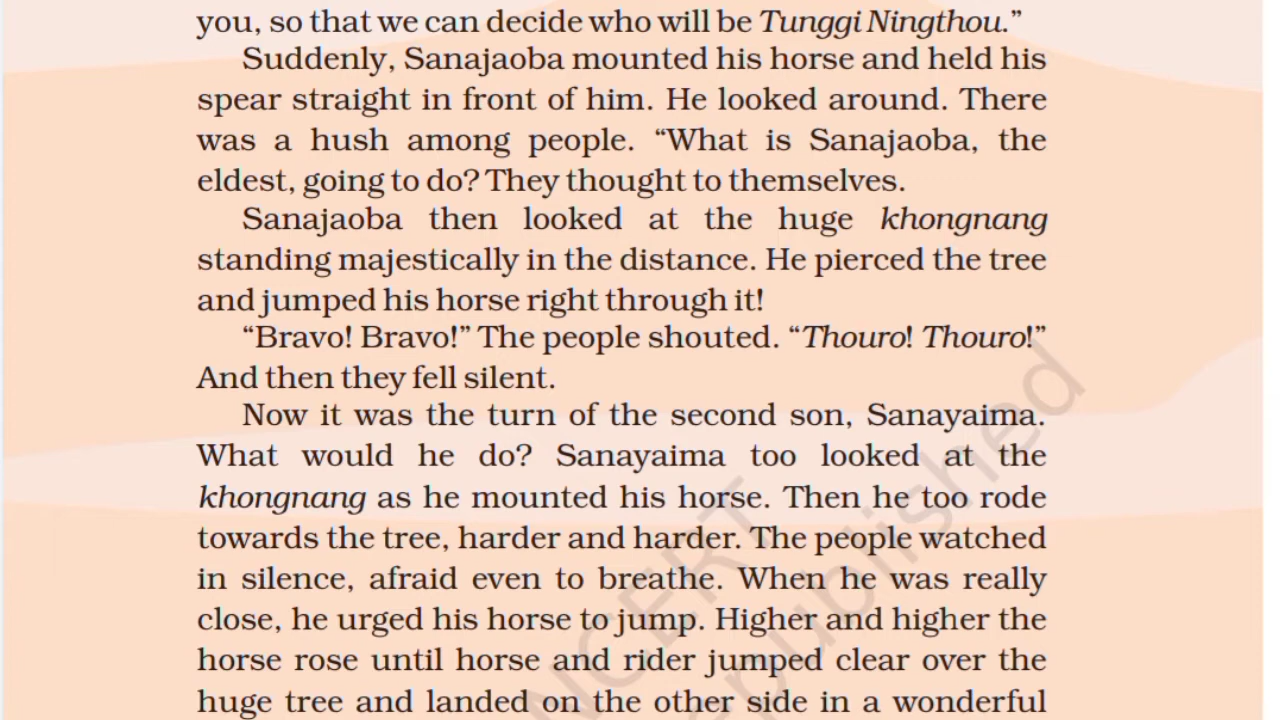 you, so that we can decide who will be Tunggi Ningthou.”
Suddenly, Sanajaoba mounted his horse and held his
spear straight in front of him. He looked around. There
was a hush among people. “What is Sanajaoba, the
eldest, going to do? They thought to themselves.
Sanajaoba then looked at the huge khongnang
standing majestically in the distance. He pierced the tree
and jumped his horse right through it!
“Bravo! Bravo!” The people shouted. “Thouro! Thouro!”
And then they fell silent.
Now it was the turn of the second son, Sanayaima.
What would he do? Sanayaima too looked at the
khongnang as he mounted his horse. Then he too rode
towards the tree, harder and harder. The people watched
in silence, afraid even to breathe. When he was really
close, he urged his horse to jump. Higher and higher the
horse rose until horse and rider jumped clear over the
huge tree and landed on the other side in a wonderful
NCERT
epublished